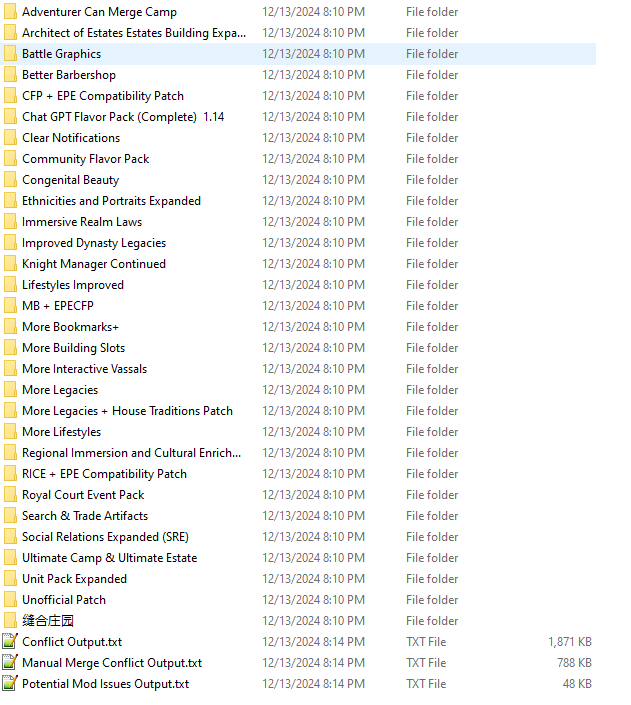 Adventurer Can Merge Camp 12/13/2024 8:10 PM File folder
Architect of Estates Estates Building Expa... 12/13/2024 8:10 PM File folder
Battle Graphics 12/13/2024 8:10 PM File folder
Better Barbershop 12/13/2024 8:10 PM File folder
CFP + EPE Compatibility Patch 12/13/2024 8:10 PM File folder
Chat GPT Flavor Pack (Complete)  1.14 12/13/2024 8:10 PM File folder
Clear Notifications 12/13/2024 8:10 PM File folder
Community Flavor Pack 12/13/2024 8:10 PM File folder
Congenital Beauty 12/13/2024 8:10 PM File folder
Ethnicities and Portraits Expanded 12/13/2024 8:10 PM File folder
Immersive Realm Laws 12/13/2024 8:10 PM File folder
Improved Dynasty Legacies 12/13/2024 8:10 PM File folder
Knight Manager Continued 12/13/2024 8:10 PM File folder
Lifestyles Improved 12/13/2024 8:10 PM File folder
MB + EPECFP 12/13/2024 8:10 PM File folder
More Bookmarks+ 12/13/2024 8:10 PM File folder
More Building Slots 12/13/2024 8:10 PM File folder
More Interactive Vassals 12/13/2024 8:10 PM File folder
More Legacies 12/13/2024 8:10 PM File folder
More Legacies + House Traditions Patch 12/13/2024 8:10 PM File folder
More Lifestyles 12/13/2024 8:10 PM File folder
Regional Immersion and Cultural Enrich... 12/13/2024 8:10 PM File folder
RICE + EPE Compatibility Patch 12/13/2024 8:10 PM File folder
Royal Court Event Pack 12/13/2024 8:10 PM File folder
Search & Trade Artifacts 12/13/2024 8:10 PM File folder
Social Relations Expanded (SRE) 12/13/2024 8:10 PM File folder
Ultimate Camp & Ultimate Estate 12/13/2024 8:10 PM File folder
Unit Pack Expanded 12/13/2024 8:10 PM File folder
Unofficial Patch 12/13/2024 8:10 PM File folder
缝合庄园 12/13/2024 8:10 PM File folder
Conflict Output.txt 12/13/2024 8:14 PM TXT File 1,871 KB
Manual Merge Conflict Output.txt 12/13/2024 8:14 PM TXT File 788 KB
Potential Mod Issues Output.txt 12/13/2024 8:14 PM TXT File 48 KB